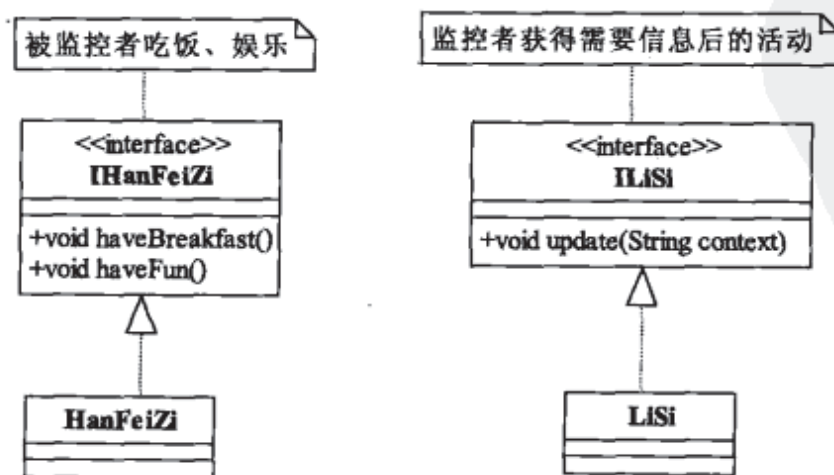 被监控者吃饭、娱乐
<<interface>>
IHanFeiZi
+void haveBreakfast()
+void haveFun()
HanFeiZi
监控者获得需要信息后的活动
<<interface>>
ILiSi
+void update(String context)
LiSi